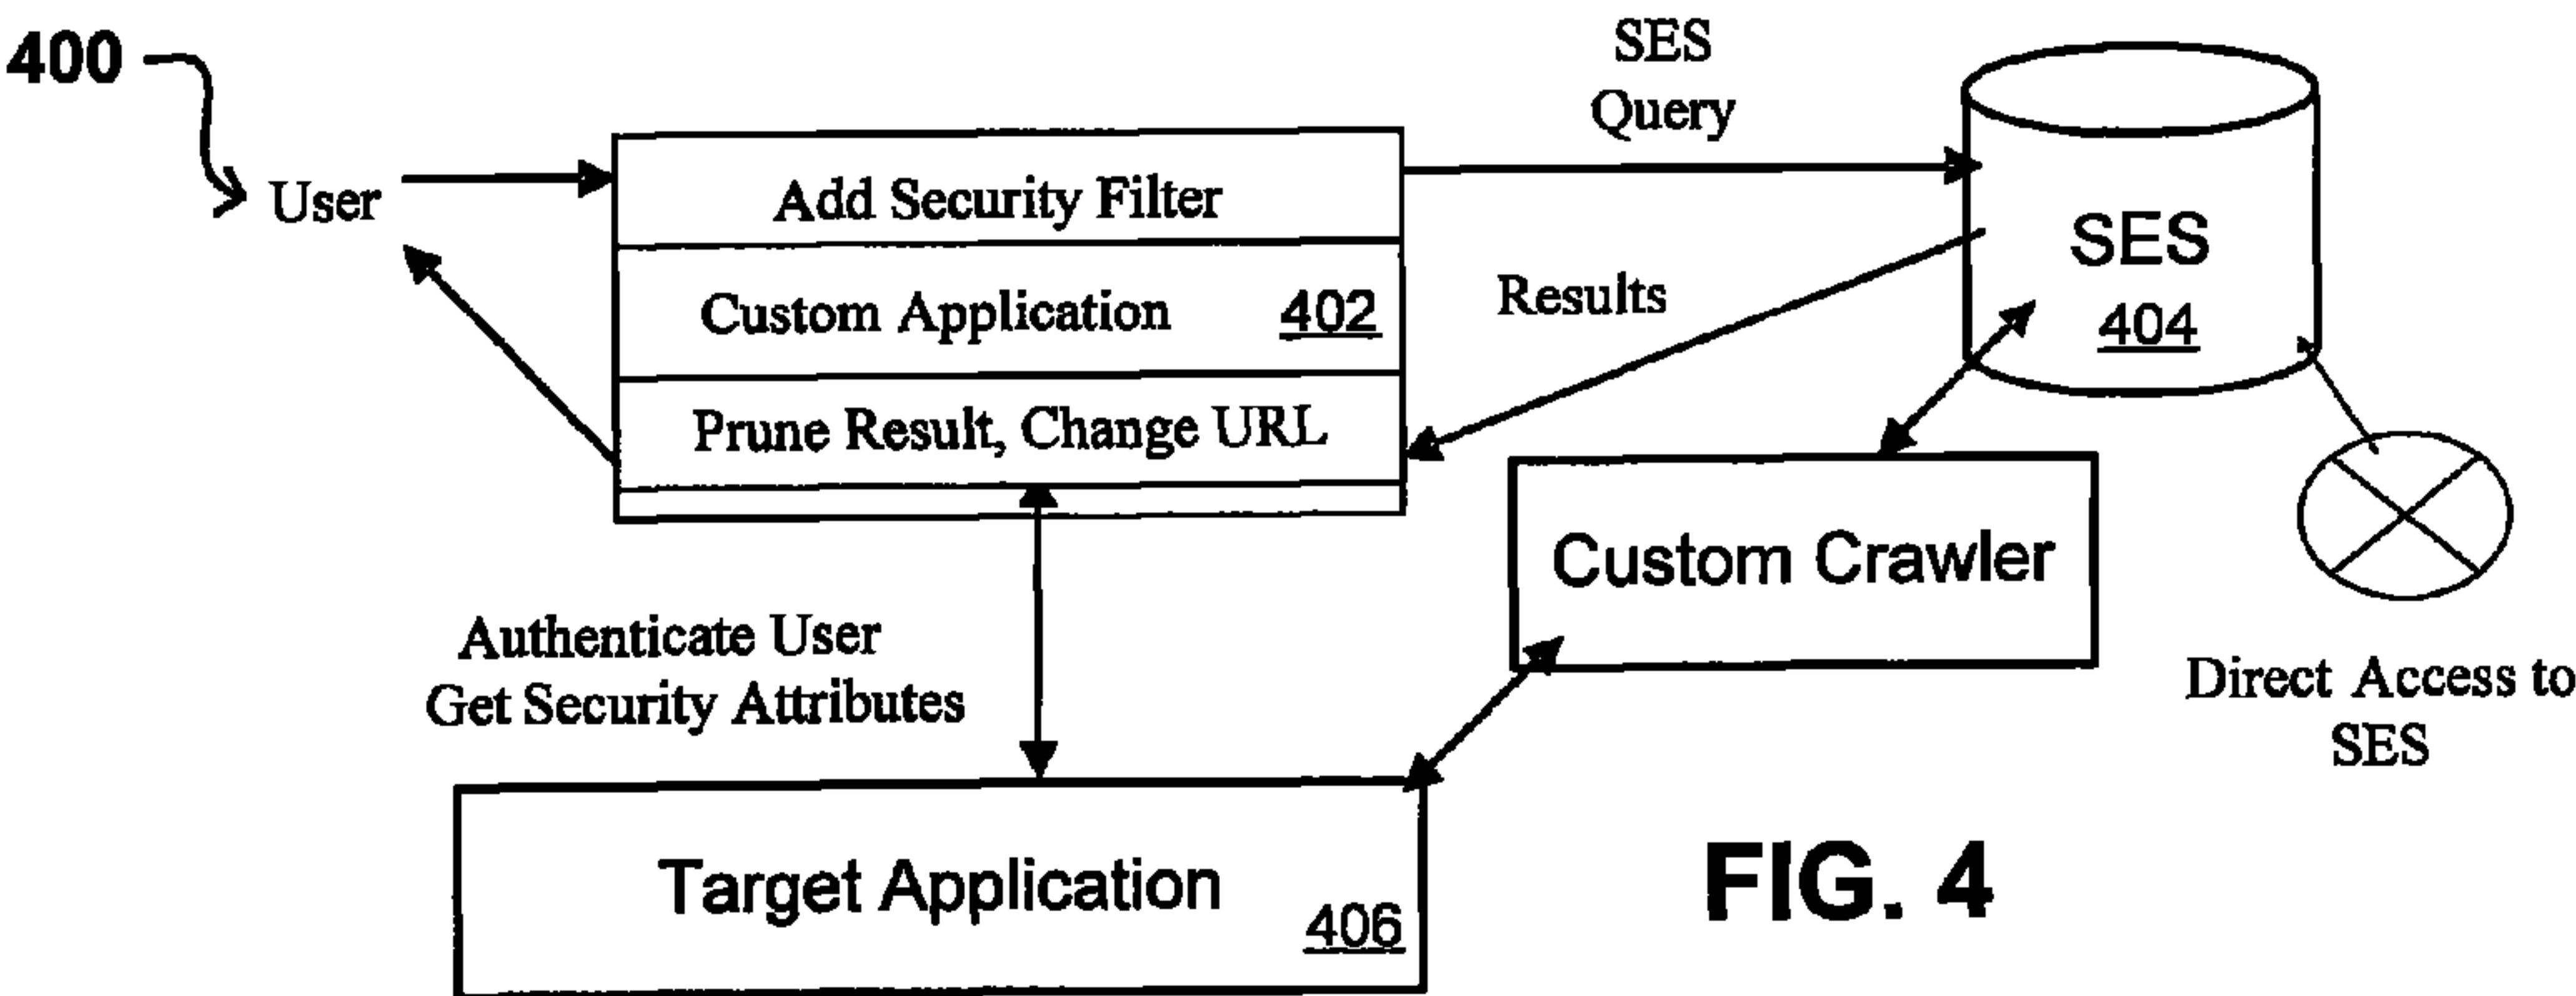 400
SES
Query
User
Add Security Filter
SES
404
Custom Application 402
Results
Prune Result, Change URL
Custom Crawler
Authenticate User
Get Security Attributes
Direct Access to
SES
Target Application
406
FIG. 4